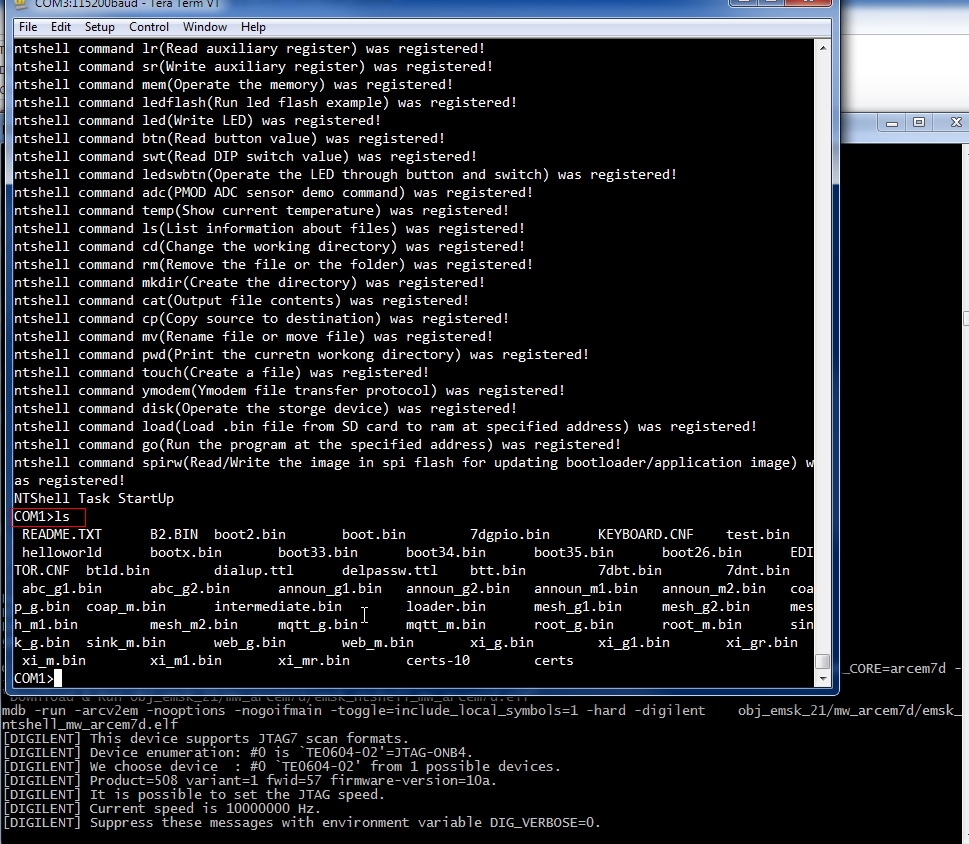 COM3:115200baud - Tera Term VT
File Edit Setup Control Window Help
ntshell command lr(Read auxiliary register) was registered!
ntshell command sr(Write auxiliary register) was registered!
ntshell command mem(Operate the memory) was registered!
ntshell command ledflash(Run led flash example) was registered!
ntshell command led(Write LED) was registered!
ntshell command btn(Read button value) was registered!
ntshell command swt(Read DIP switch value) was registered!
ntshell command ledswbtn(Operate the LED through button and switch) was registered!
ntshell command adc(PMOD ADC sensor demo command) was registered!
ntshell command temp(Show current temperature) was registered!
ntshell command ls(List information about files) was registered!
ntshell command cd(Change the working directory) was registered!
ntshell command rm(Remove the file or the folder) was registered!
ntshell command mkdir(Create the directory) was registered!
ntshell command cat(Output file contents) was registered!
ntshell command cp(Copy source to destination) was registered!
ntshell command mv(Rename file or move file) was registered!
ntshell command pwd(Print the curretn workong directory) was registered!
ntshell command touch(Create a file) was registered!
ntshell command ymodem(Ymodem file transfer protocol) was registered!
ntshell command disk(Operate the storge device) was registered!
ntshell command load(Load .bin file from SD card to ram at specified address) was registered!
ntshell command go(Run the program at the specified address) was registered!
ntshell command spirw(Read/Write the image in spi flash for updating bootloader/application image) w
as registered!
NTShell Task StartUp
COM1>ls
README.TXT B2.BIN boot2.bin boot.bin 7dgpio.bin KEYBOARD.CNF test.bin
helloworld bootx.bin boot33.bin boot34.bin boot35.bin boot26.bin EDI
TOR.CNF btld.bin dialup.ttl delpassw.ttl btt.bin 7dbt.bin 7dnt.bin
abc_g1.bin abc_g2.bin announ_g1.bin announ_g2.bin announ_m1.bin announ_m2.bin coa
p_g.bin coap_m.bin intermediate.bin loader.bin mesh_g1.bin mesh_g2.bin mes
h_m1.bin mesh_m2.bin mqtt_g.bin mqtt_m.bin root_g.bin root_m.bin sin
k_g.bin sink_m.bin web_g.bin web_m.bin xi_g.bin xi_g1.bin xi_gr.bin
xi_m.bin xi_m1.bin xi_mr.bin certs-10 certs
COM1>
_CORE=arcem7d -
"Download & Run obj_emsk_21/mw_arcem7d/emsk_ntshell_mw_arcem7d.elf"
mdb -run -arcv2em -nooptions -nogoifmain -toggle=include_local_symbols=1 -hard -digilent obj_emsk_21/mw_arcem7d/emsk_
ntshell_mw_arcem7d.elf
[DIGILENT] This device supports JTAG7 scan formats.
[DIGILENT] Device enumeration: #0 is `TE0604-02'=JTAG-ONB4.
[DIGILENT] We choose device : #0 `TE0604-02' from 1 possible devices.
[DIGILENT] Product=508 variant=1 fwid=57 firmware-version=10a.
[DIGILENT] It is possible to set the JTAG speed.
[DIGILENT] Current speed is 10000000 Hz.
[DIGILENT] Suppress these messages with environment variable DIG_VERBOSE=0.